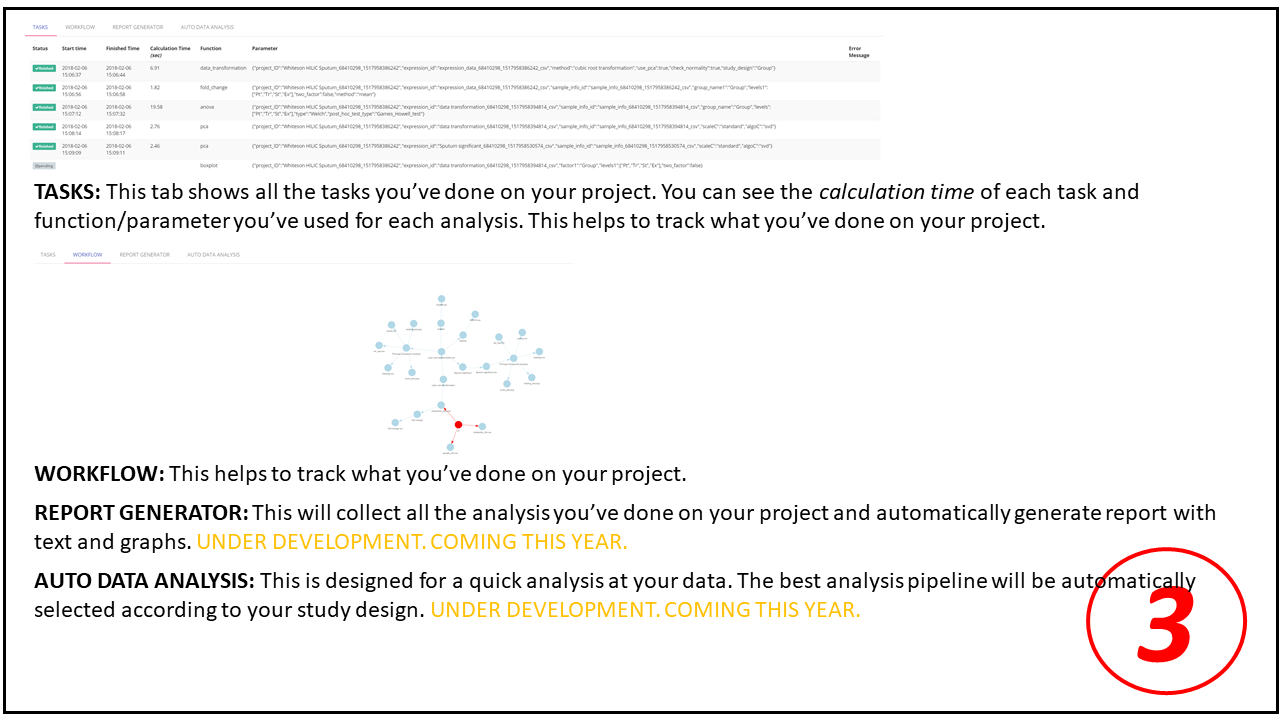 TASKS WORKFLOW REPORT GENERATOR AUTO DATA ANALYSIS
Status Start time Finished Time Calculation Time (sec) Function Parameter Error Message
finished 2018-02-06 15:06:37 2018-02-06 15:06:44 6.91 data_transformation {"project_ID":"Whiteson HILIC Sputum_68410298_1517958386242","expression_id":"expression_data_68410298_1517958386242_csv","method":"cubic root transformation","use_pca":true,"check_normality":true,"study_design":"Group"}
finished 2018-02-06 15:06:56 2018-02-06 15:06:58 1.82 fold_change {"project_ID":"Whiteson HILIC Sputum_68410298_1517958386242","expression_id":"expression_data_68410298_1517958386242_csv","sample_info_id":"sample_info_68410298_1517958386242_csv","group_name1":"Group","levels1":
["Pt","Tr","St","Ex"],"two_factor":false,"method":"mean"}
finished 2018-02-06 15:07:12 2018-02-06 15:07:32 19.58 anova {"project_ID":"Whiteson HILIC Sputum_68410298_1517958386242","expression_id":"data transformation_68410298_1517958394814_csv","sample_info_id":"sample_info_68410298_1517958394814_csv","group_name":"Group","levels":
["Pt","Tr","St","Ex"],"type":"Welch","post_hoc_test_type":"Games_Howell_test"}
finished 2018-02-06 15:08:14 2018-02-06 15:08:17 2.76 pca {"project_ID":"Whiteson HILIC Sputum_68410298_1517958386242","expression_id":"data transformation_68410298_1517958394814_csv","sample_info_id":"sample_info_68410298_1517958394814_csv","scaleC":"standard","algoC":"svd"}
finished 2018-02-06 15:09:09 2018-02-06 15:09:11 2.46 pca {"project_ID":"Whiteson HILIC Sputum_68410298_1517958386242","expression_id":"Sputum significant_68410298_1517958530574_csv","sample_info_id":"sample_info_68410298_1517958530574_csv","scaleC":"standard","algoC":"svd"}
pending boxplot {"project_ID":"Whiteson HILIC Sputum_68410298_1517958386242","expression_id":"data transformation_68410298_1517958394814_csv","factor1":"Group","levels1":["Pt","Tr","St","Ex"],"two_factor":false}
TASKS: This tab shows all the tasks you’ve done on your project. You can see the calculation time of each task and
function/parameter you’ve used for each analysis. This helps to track what you’ve done on your project.
TASKS WORKFLOW REPORT GENERATOR AUTO DATA ANALYSIS
WORKFLOW: This helps to track what you’ve done on your project.
REPORT GENERATOR: This will collect all the analysis you’ve done on your project and automatically generate report with
text and graphs. UNDER DEVELOPMENT. COMING THIS YEAR.
AUTO DATA ANALYSIS: This is designed for a quick analysis at your data. The best analysis pipeline will be automatically
selected according to your study design. UNDER DEVELOPMENT. COMING THIS YEAR.
3